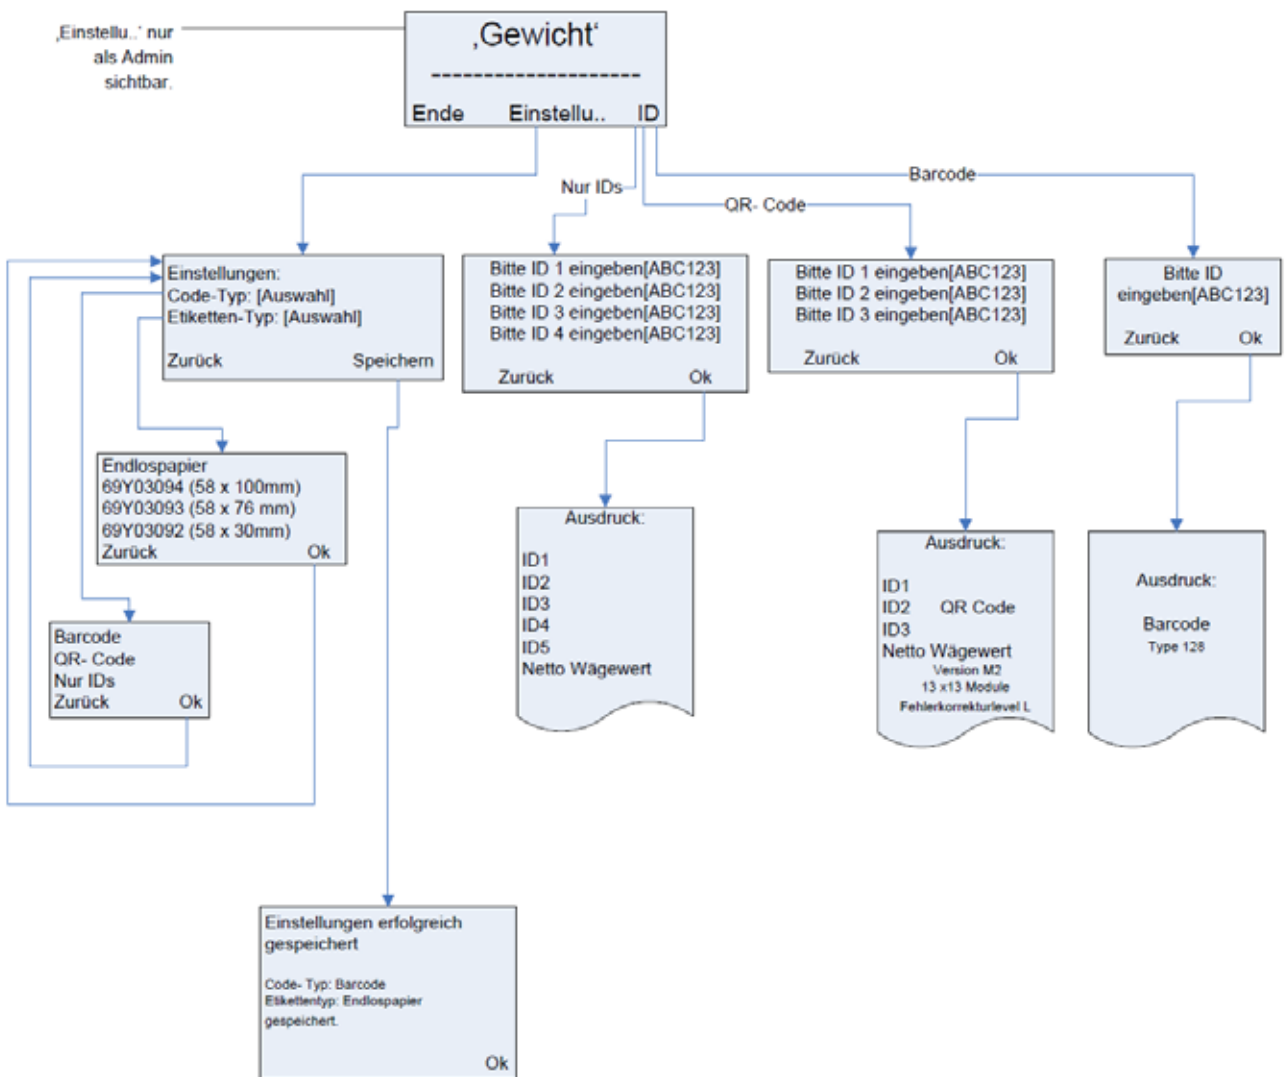 ‚Einstellu..‘ nur
als Admin
sichtbar.
‚Gewicht‘
--------------------
Ende Einstellu.. ID
Nur IDs
QR- Code
Barcode
Einstellungen:
Code-Typ: [Auswahl]
Etiketten-Typ: [Auswahl]
Zurück Speichern
Bitte ID 1 eingeben[ABC123]
Bitte ID 2 eingeben[ABC123]
Bitte ID 3 eingeben[ABC123]
Bitte ID 4 eingeben[ABC123]
Zurück Ok
Bitte ID 1 eingeben[ABC123]
Bitte ID 2 eingeben[ABC123]
Bitte ID 3 eingeben[ABC123]
Zurück Ok
Bitte ID
eingeben[ABC123]
Zurück Ok
Endlospapier
69Y03094 (58 x 100mm)
69Y03093 (58 x 76 mm)
69Y03092 (58 x 30mm)
Zurück Ok
Barcode
QR- Code
Nur IDs
Zurück Ok
Ausdruck:
ID1
ID2
ID3
ID4
ID5
Netto Wägewert
Ausdruck:
ID1
ID2 QR Code
ID3
Netto Wägewert
Version M2
13 x13 Module
Fehlerkorrekturlevel L
Ausdruck:
Barcode
Type 128
Einstellungen erfolgreich
gespeichert
Code- Typ: Barcode
Etikettentyp: Endlospapier
gespeichert.
Ok